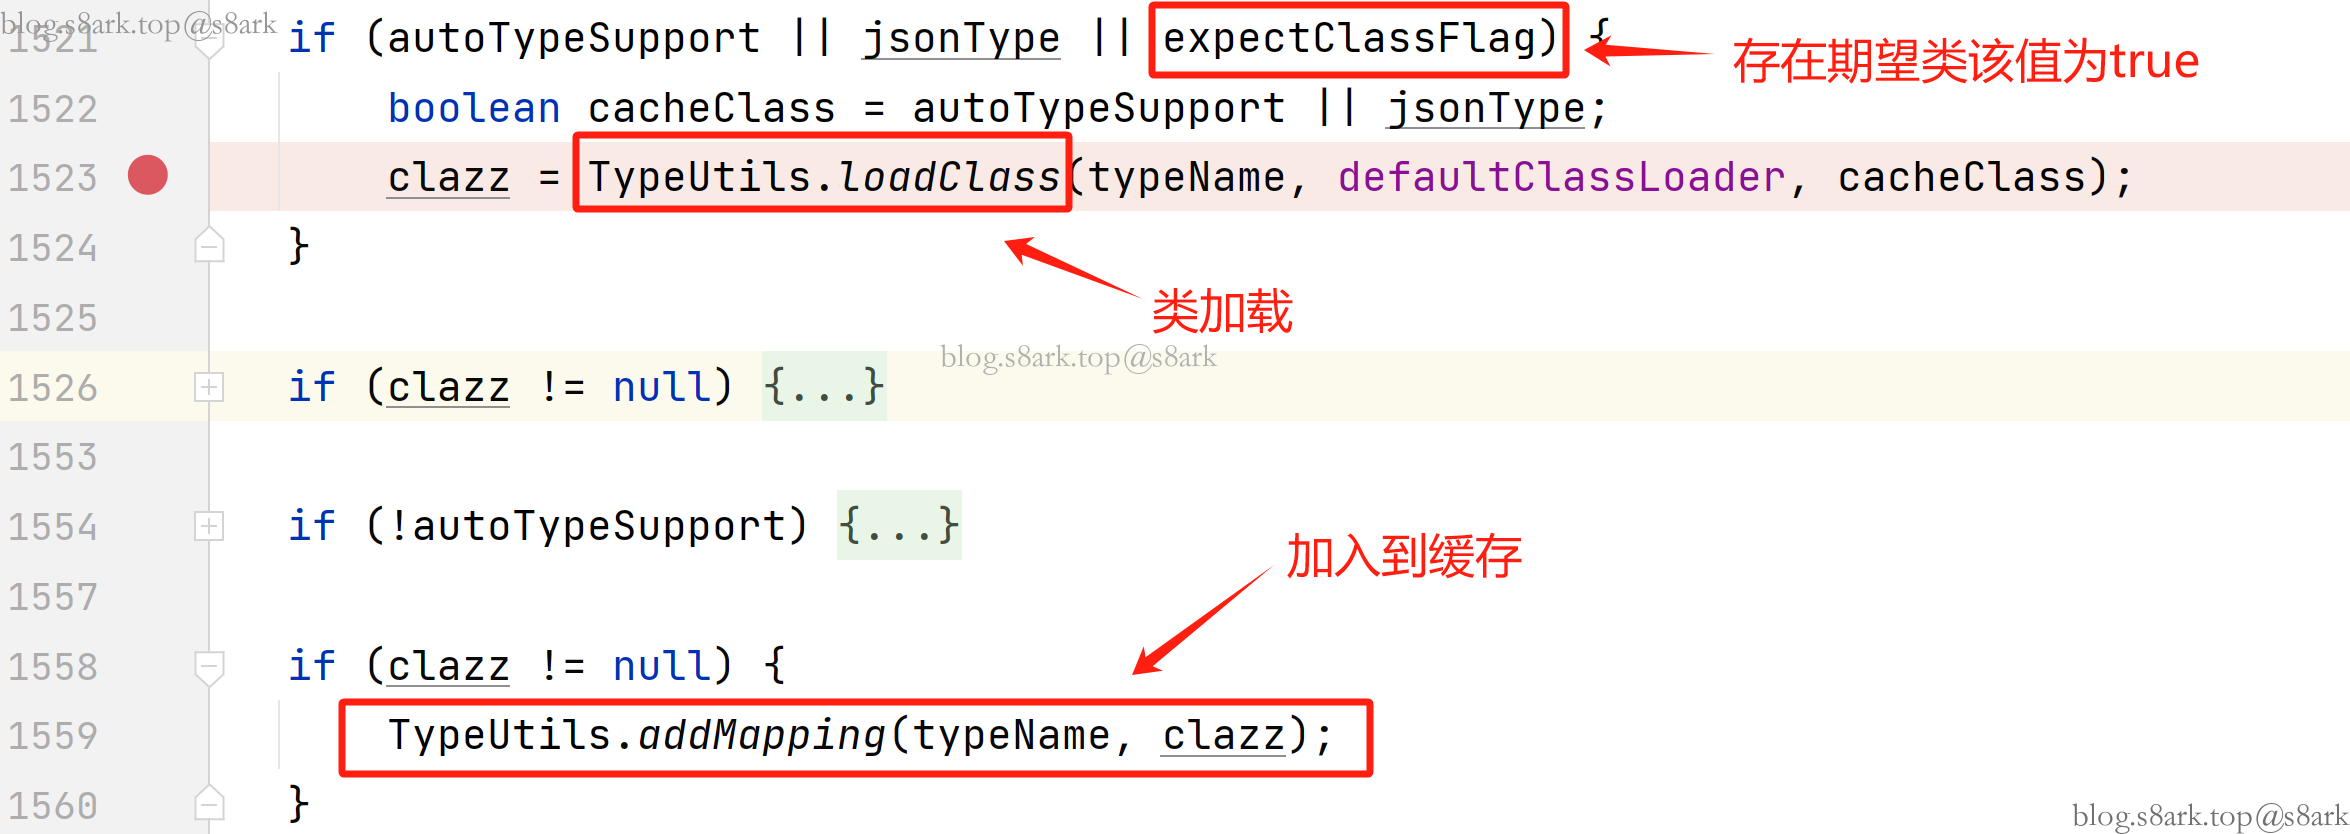 blog.s8ark.top@s8ark
1521 if (autoTypeSupport || jsonType || expectClassFlag) {
存在期望类该值为true
1522 boolean cacheClass = autoTypeSupport || jsonType;
1523 clazz = TypeUtils.loadClass(typeName, defaultClassLoader, cacheClass);
1524 }
类加载
1525
blog.s8ark.top@s8ark
1526 if (clazz != null) {...}
1553
1554 if (!autoTypeSupport) {...}
加入到缓存
1557
1558 if (clazz != null) {
1559 TypeUtils.addMapping(typeName, clazz);
1560 }
blog.s8ark.top@s8ark